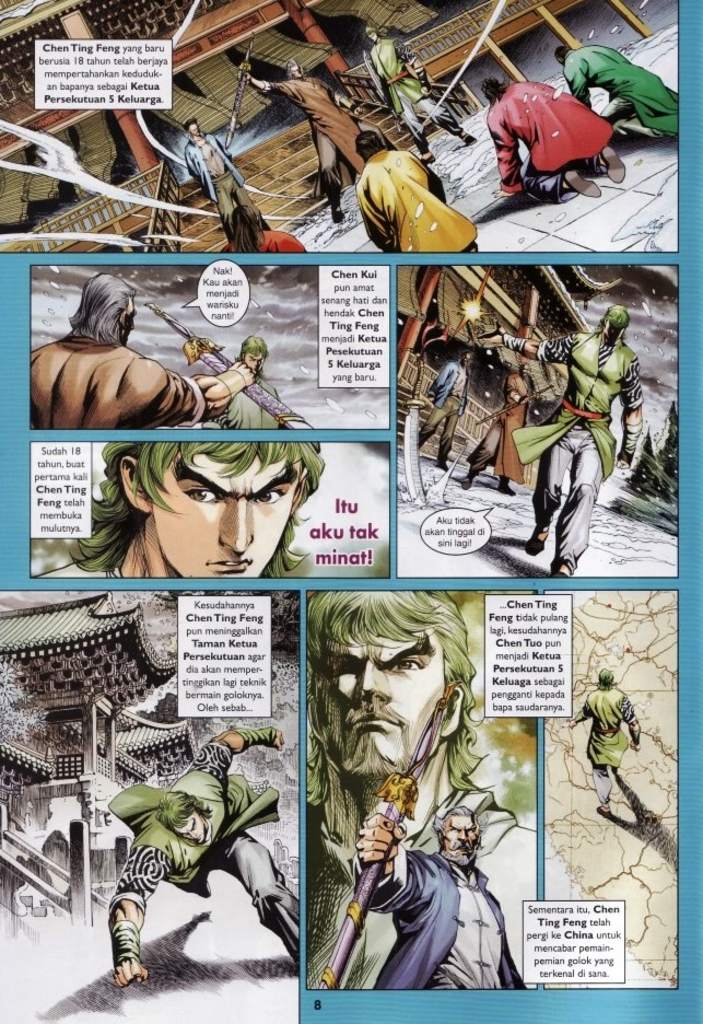 Chen Ting Feng yang baru
berusia 18 tahun telah berjaya
mempertahankan keduduk-
an bapanya sebagai Ketua
Persekutuan 5 Keluarga.
Nak!
Kau akan
menjadi
warisku
nanti!
Chen Kui
pun amat
senang hati dan
hendak Chen
Ting Feng
menjadi Ketua
Pesekutuan
5 Keluarga
yang baru.
Sudah 18
tahun, buat
pertama kali
Chen Ting
Feng telah
membuka
mulutnya.
Itu
aku tak
minat!
Aku tidak
akan tinggal di
sini lagi!
Kesudahannya
Chen Ting Feng
pun meninggalkan
Taman Ketua
Persekutuan agar
dia akan memper-
tinggikan lagi teknik
bermain goloknya.
Oleh sebab...
...Chen Ting
Feng tidak pulang
lagi, kesudahannya
Chen Tuo pun
menjadi Ketua
Persekutuan 5
Keluaga sebagai
pengganti kepada
bapa saudaranya.
Sementara itu, Chen
Ting Feng telah
pergi ke China untuk
mencabar pemain-
pemian golok yang
terkenal di sana.
8